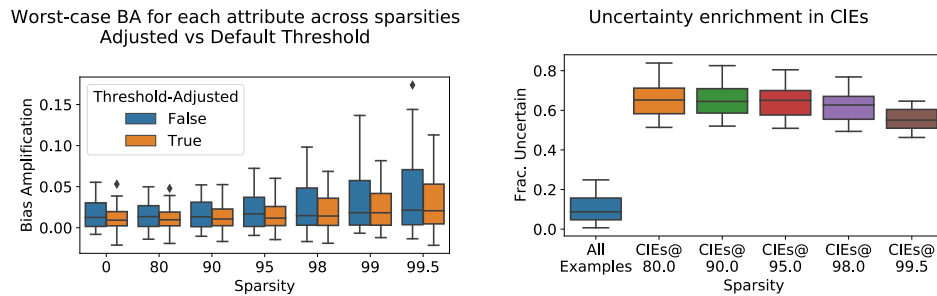 Worst-case BA for each attribute across sparsities
Adjusted vs Default Threshold
Bias Amplification
0.15
0.10
0.05
0.00
Threshold-Adjusted
False
True
0 80 90 95 98 99 99.5
Sparsity
Uncertainty enrichment in CIEs
Frac. Uncertain
0.8
0.6
0.4
0.2
0.0
All CIEs@ CIEs@ CIEs@ CIEs@ CIEs@
Examples 80.0 90.0 95.0 98.0 99.5
Sparsity